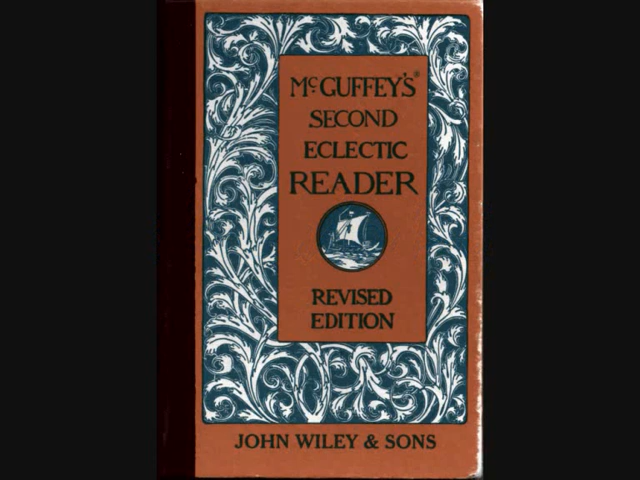 McGUFFEY'S®
SECOND
ECLECTIC
READER
REVISED
EDITION
JOHN WILEY & SONS